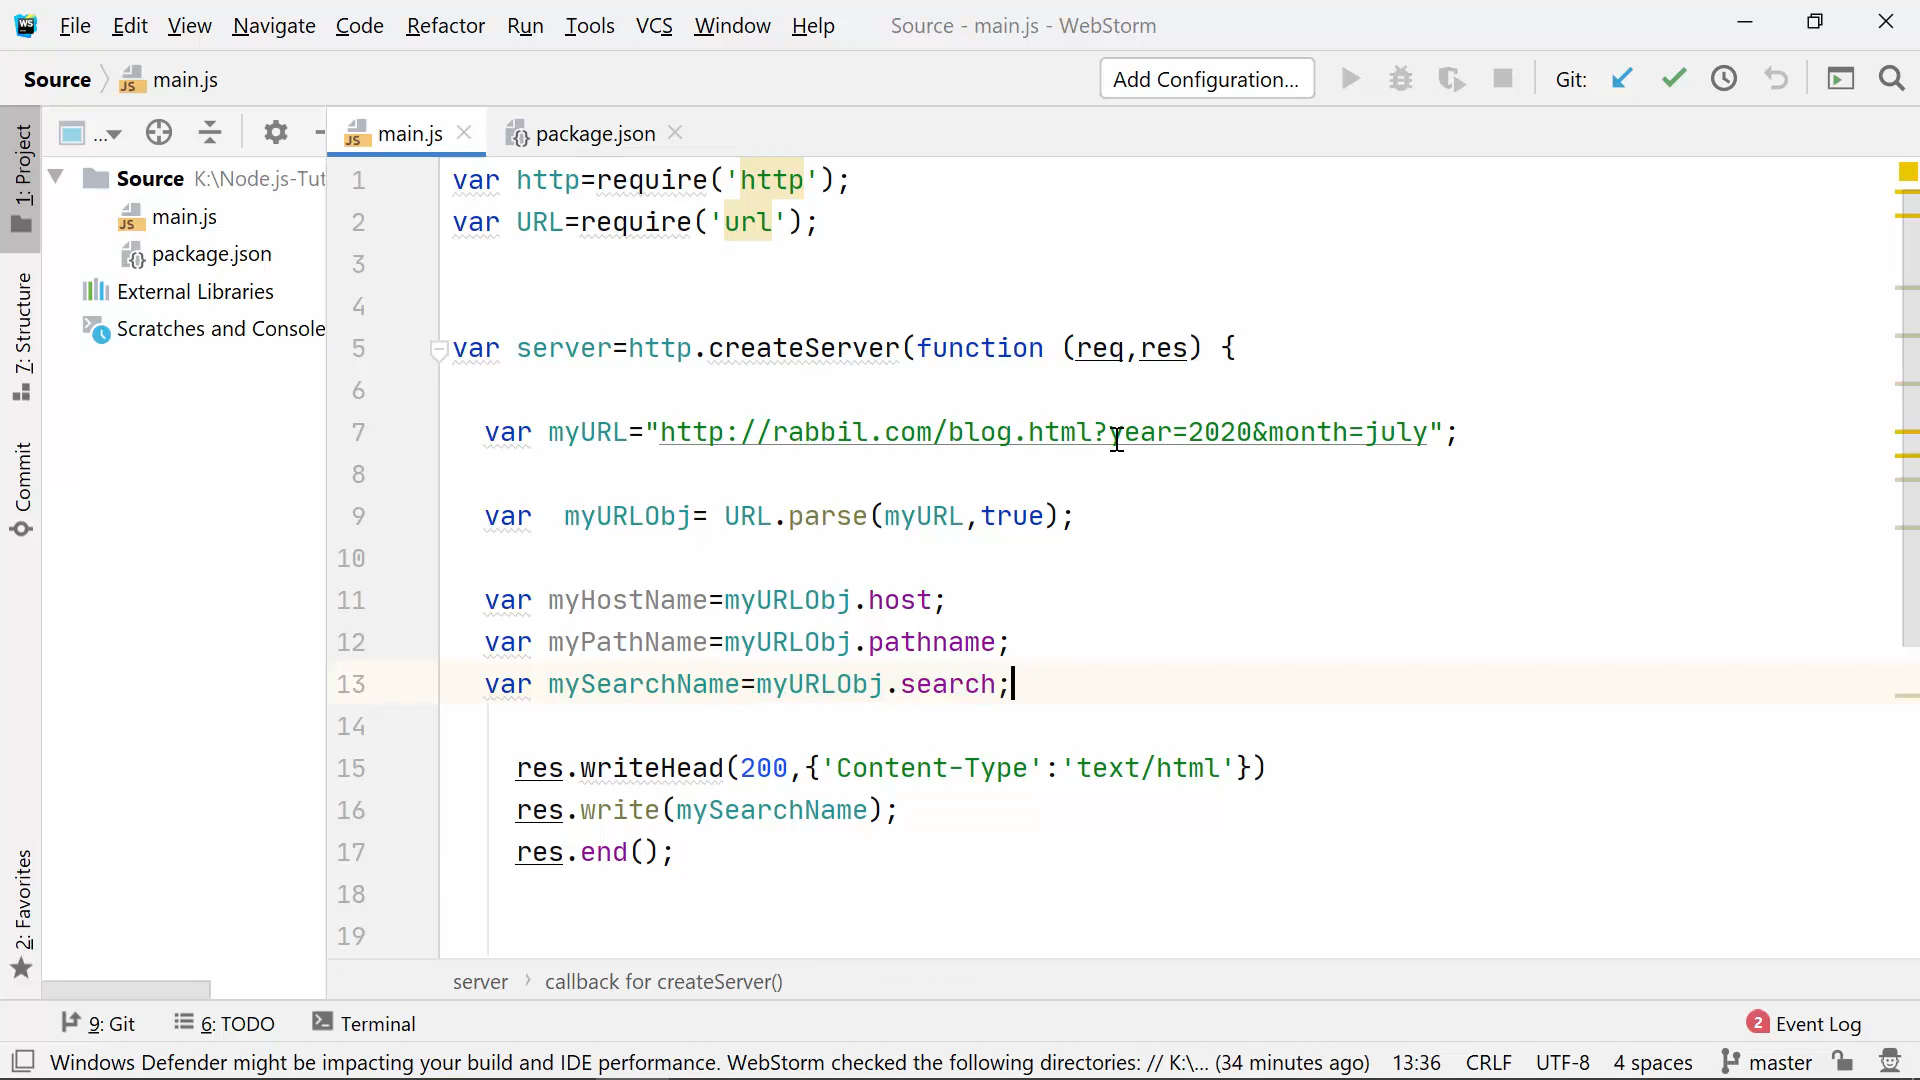 WS File Edit View Navigate Code Refactor Run Tools VCS Window Help Source - main.js - WebStorm
Source JS main.js Add Configuration... Git:
... JS main.js package.json
1: Project
7: Structure
Commit
2: Favorites
Source K:\Node.js-Tut
JS main.js
package.json
External Libraries
Scratches and Console
1 var http=require('http');
2 var URL=require('url');
3
4
5 var server=http.createServer(function (req,res) {
6
7 var myURL="http://rabbil.com/blog.html?year=2020&month=july";
8
9 var  myURLObj= URL.parse(myURL,true);
10
11 var myHostName=myURLObj.host;
12 var myPathName=myURLObj.pathname;
13 var mySearchName=myURLObj.search;
14
15 res.writeHead(200,{'Content-Type':'text/html'})
16 res.write(mySearchName);
17 res.end();
18
19
server callback for createServer()
9: Git 6: TODO Terminal 2 Event Log
Windows Defender might be impacting your build and IDE performance. WebStorm checked the following directories: // K:\... (34 minutes ago) 13:36 CRLF UTF-8 4 spaces master